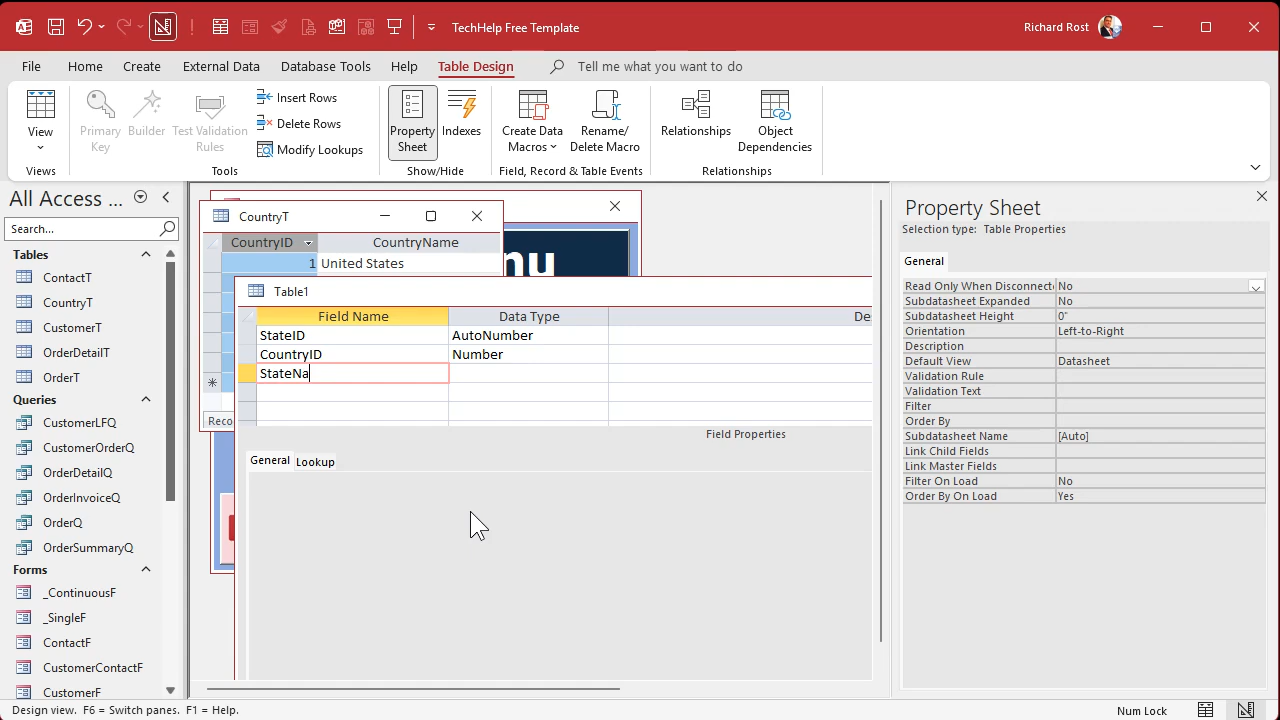 TechHelp Free Template
Richard Rost
File
Home
Create
External Data
Database Tools
Help
Table Design
Tell me what you want to do
View
Views
Primary Key
Builder
Test Validation Rules
Insert Rows
Delete Rows
Modify Lookups
Tools
Property Sheet
Indexes
Show/Hide
Create Data Macros
Rename/ Delete Macro
Field, Record & Table Events
Relationships
Object Dependencies
Relationships
All Access ...
Search...
Tables
ContactT
CountryT
CustomerT
OrderDetailT
OrderT
Queries
CustomerLFQ
CustomerOrderQ
OrderDetailQ
OrderInvoiceQ
OrderQ
OrderSummaryQ
Forms
_ContinuousF
_SingleF
ContactF
CustomerContactF
CustomerF
CountryT
CountryID CountryName
1 United States
nu
Reco
Table1
Field Name Data Type De
StateID AutoNumber
CountryID Number
StateNa
Field Properties
General Lookup
Property Sheet
Selection type: Table Properties
General
Read Only When Disconnecte No
Subdatasheet Expanded No
Subdatasheet Height 0"
Orientation Left-to-Right
Description
Default View Datasheet
Validation Rule
Validation Text
Filter
Order By
Subdatasheet Name [Auto]
Link Child Fields
Link Master Fields
Filter On Load No
Order By On Load Yes
Design view. F6 = Switch panes. F1 = Help.
Num Lock